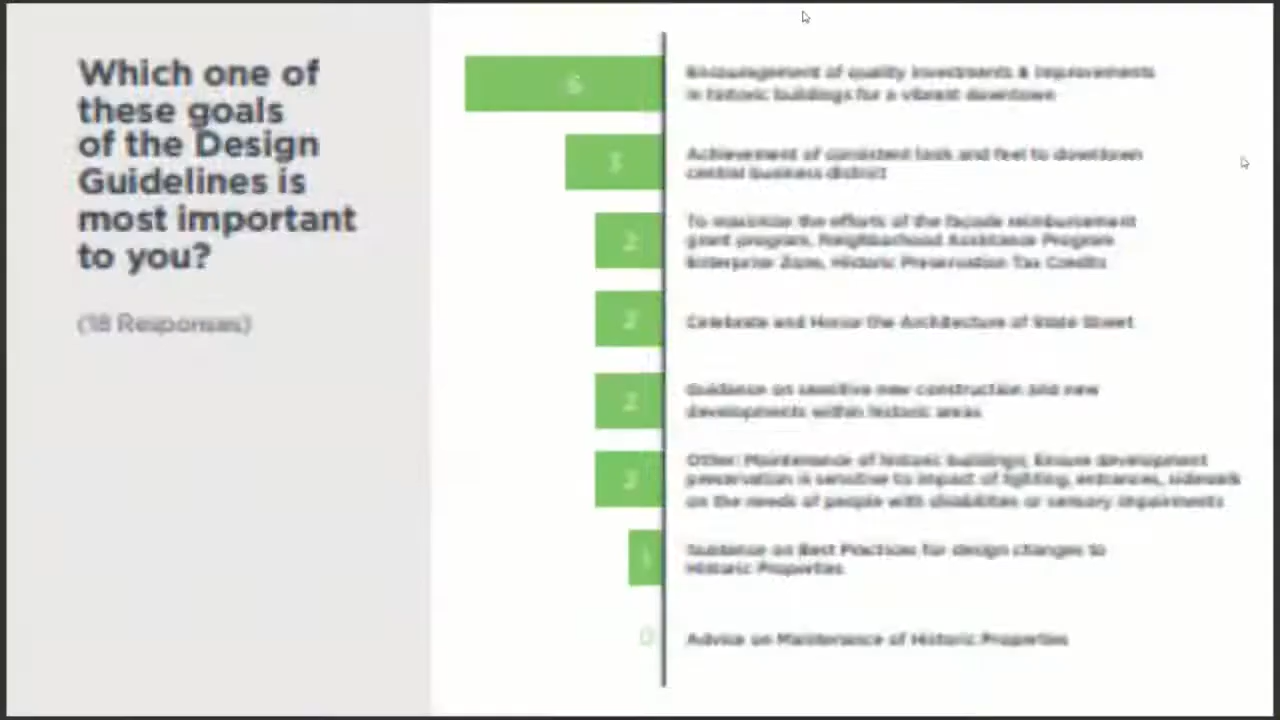 Which one of
these goals
of the Design
Guidelines is
most important
to you?
(18 Responses)
6
Encouragement of quality investments & improvements
in historic buildings for a vibrant downtown
3
Achievement of consistent look and feel to downtown
central business district
2
To maximize the efforts of the façade reimbursement
grant program, Neighborhood Assistance Program
Enterprise Zone, Historic Preservation Tax Credits
2
Celebrate and Honor the Architecture of State Street
2
Guidance on sensitive new construction and new
developments within historic areas
2
Other: Maintenance of historic buildings; Ensure development
preservation is sensitive to impact of lighting, entrances, sidewalk
on the needs of people with disabilities or sensory impairments
1
Guidance on Best Practices for design changes to
Historic Properties
0
Advice on Maintenance of Historic Properties